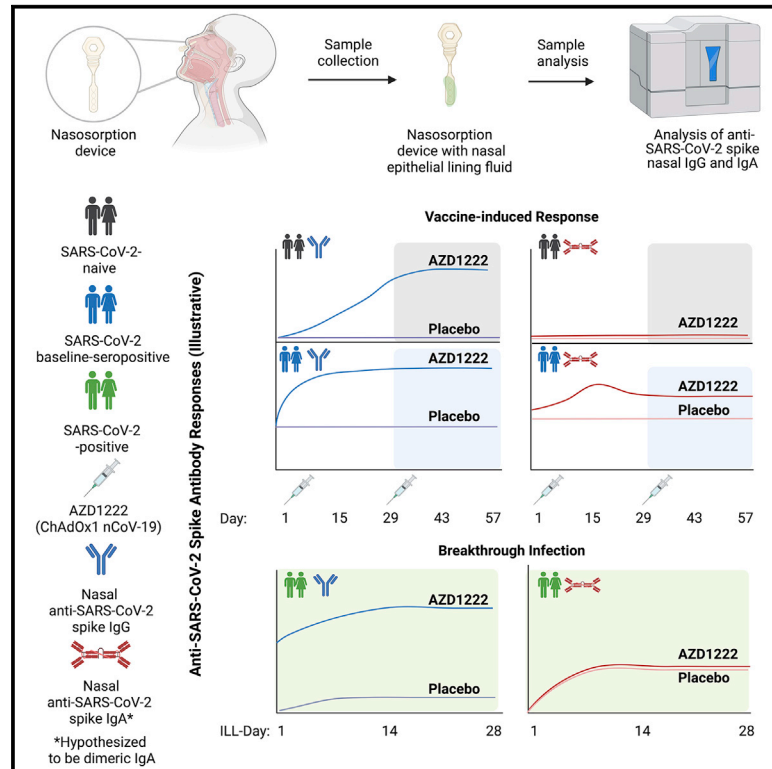 Sample
collection
Sample
analysis
Nasosorption
device
Nasosorption
device with nasal
epithelial lining fluid
Analysis of anti-
SARS-CoV-2 spike
nasal IgG and IgA
SARS-CoV-2-
naive
SARS-CoV-2
baseline-seropositive
SARS-CoV-2
-positive
AZD1222
(ChAdOx1 nCoV-19)
Nasal
anti-SARS-CoV-2
spike IgG
Nasal
anti-SARS-CoV-2
spike IgA*
*Hypothesized
to be dimeric IgA
Anti-SARS-CoV-2 Spike Antibody Responses (Illustrative)
Vaccine-induced Response
AZD1222
Placebo
AZD1222
Placebo
AZD1222
Placebo
AZD1222
Placebo
Day: 1 15 29 43 57 1 15 29 43 57
Breakthrough Infection
AZD1222
Placebo
AZD1222
Placebo
ILL-Day: 1 14 28 1 14 28